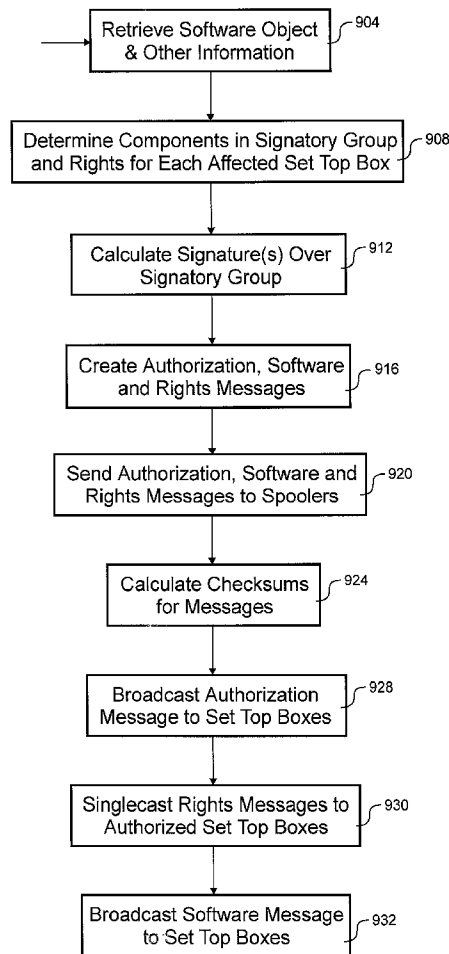 Retrieve Software Object
& Other Information
904
Determine Components in Signatory Group
and Rights for Each Affected Set Top Box
908
Calculate Signature(s) Over
Signatory Group
912
Create Authorization, Software
and Rights Messages
916
Send Authorization, Software and
Rights Messages to Spoolers
920
Calculate Checksums
for Messages
924
Broadcast Authorization
Message to Set Top Boxes
928
Singlecast Rights Messages to
Authorized Set Top Boxes
930
Broadcast Software Message
to Set Top Boxes
932